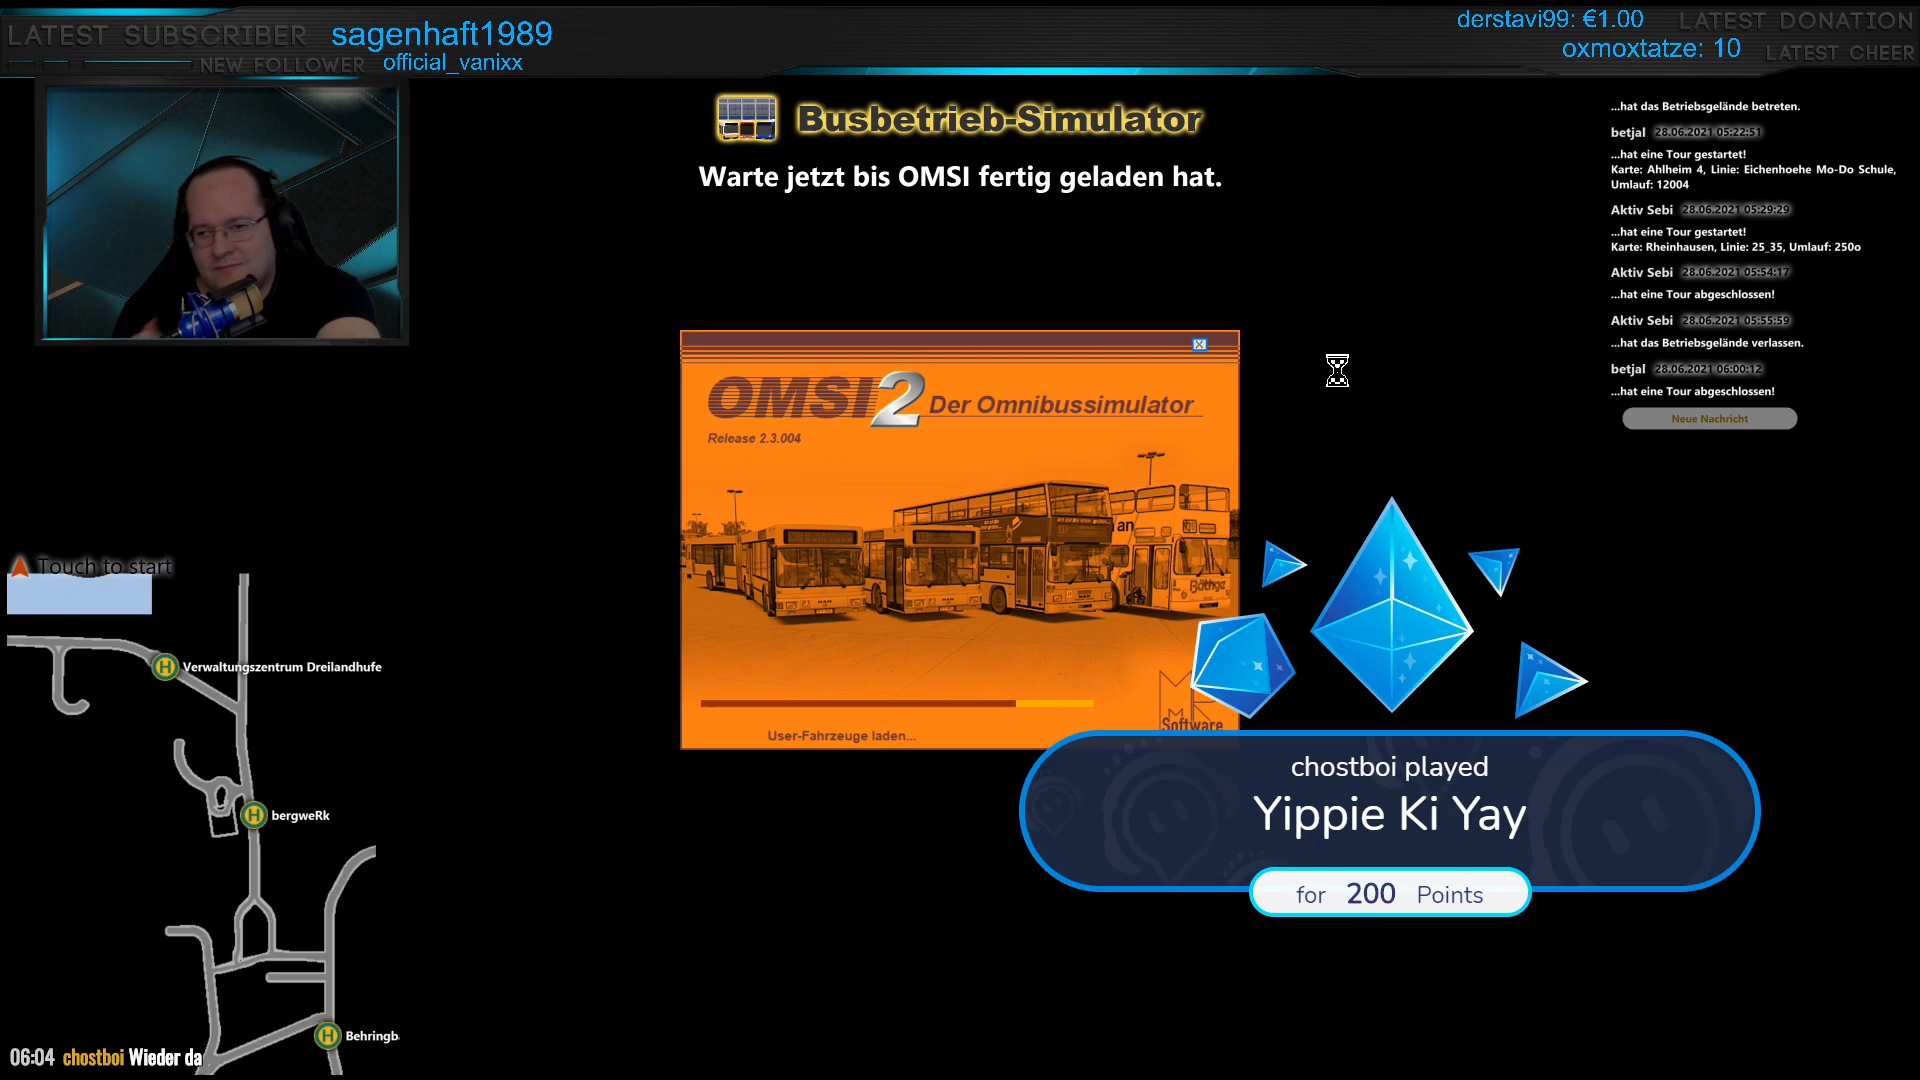 LATEST SUBSCRIBER sagenhaft1989
NEW FOLLOWER official_vanixx
derstavi99: €1.00 LATEST DONATION
oxmoxtatze: 10 LATEST CHEER
Busbetrieb-Simulator
Warte jetzt bis OMSI fertig geladen hat.
...hat das Betriebsgelände betreten.
betjal 28.06.2021 05:22:51
...hat eine Tour gestartet!
Karte: Ahlheim 4, Linie: Eichenhoehe Mo-Do Schule,
Umlauf: 12004
Aktiv Sebi 28.06.2021 05:29:29
...hat eine Tour gestartet!
Karte: Rheinhausen, Linie: 25_35, Umlauf: 250o
Aktiv Sebi 28.06.2021 05:54:17
...hat eine Tour abgeschlossen!
Aktiv Sebi 28.06.2021 05:55:59
...hat das Betriebsgelände verlassen.
betjal 28.06.2021 06:00:12
...hat eine Tour abgeschlossen!
Neue Nachricht
OMSI 2 Der Omnibussimulator
Release 2.3.004
MAN
MAN
MAN
an
Bäthge
Software
User-Fahrzeuge laden...
chostboi played
Yippie Ki Yay
for 200 Points
Touch to start
H Verwaltungszentrum Dreilandhufe
H bergweRk
H Behringb
06:04 chostboi Wieder da